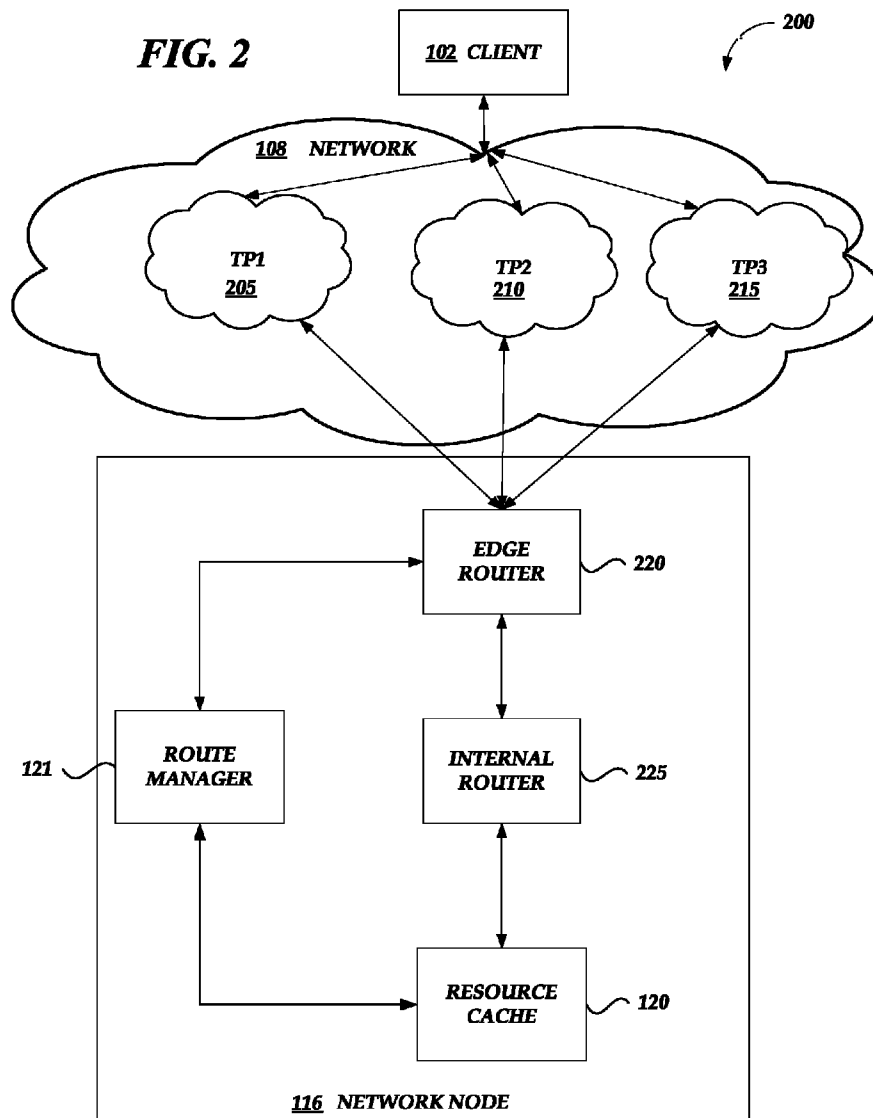 FIG. 2
200
102 CLIENT
108 NETWORK
TP1
205
TP2
210
TP3
215
EDGE
ROUTER
220
ROUTE
MANAGER
121
INTERNAL
ROUTER
225
RESOURCE
CACHE
120
116 NETWORK NODE